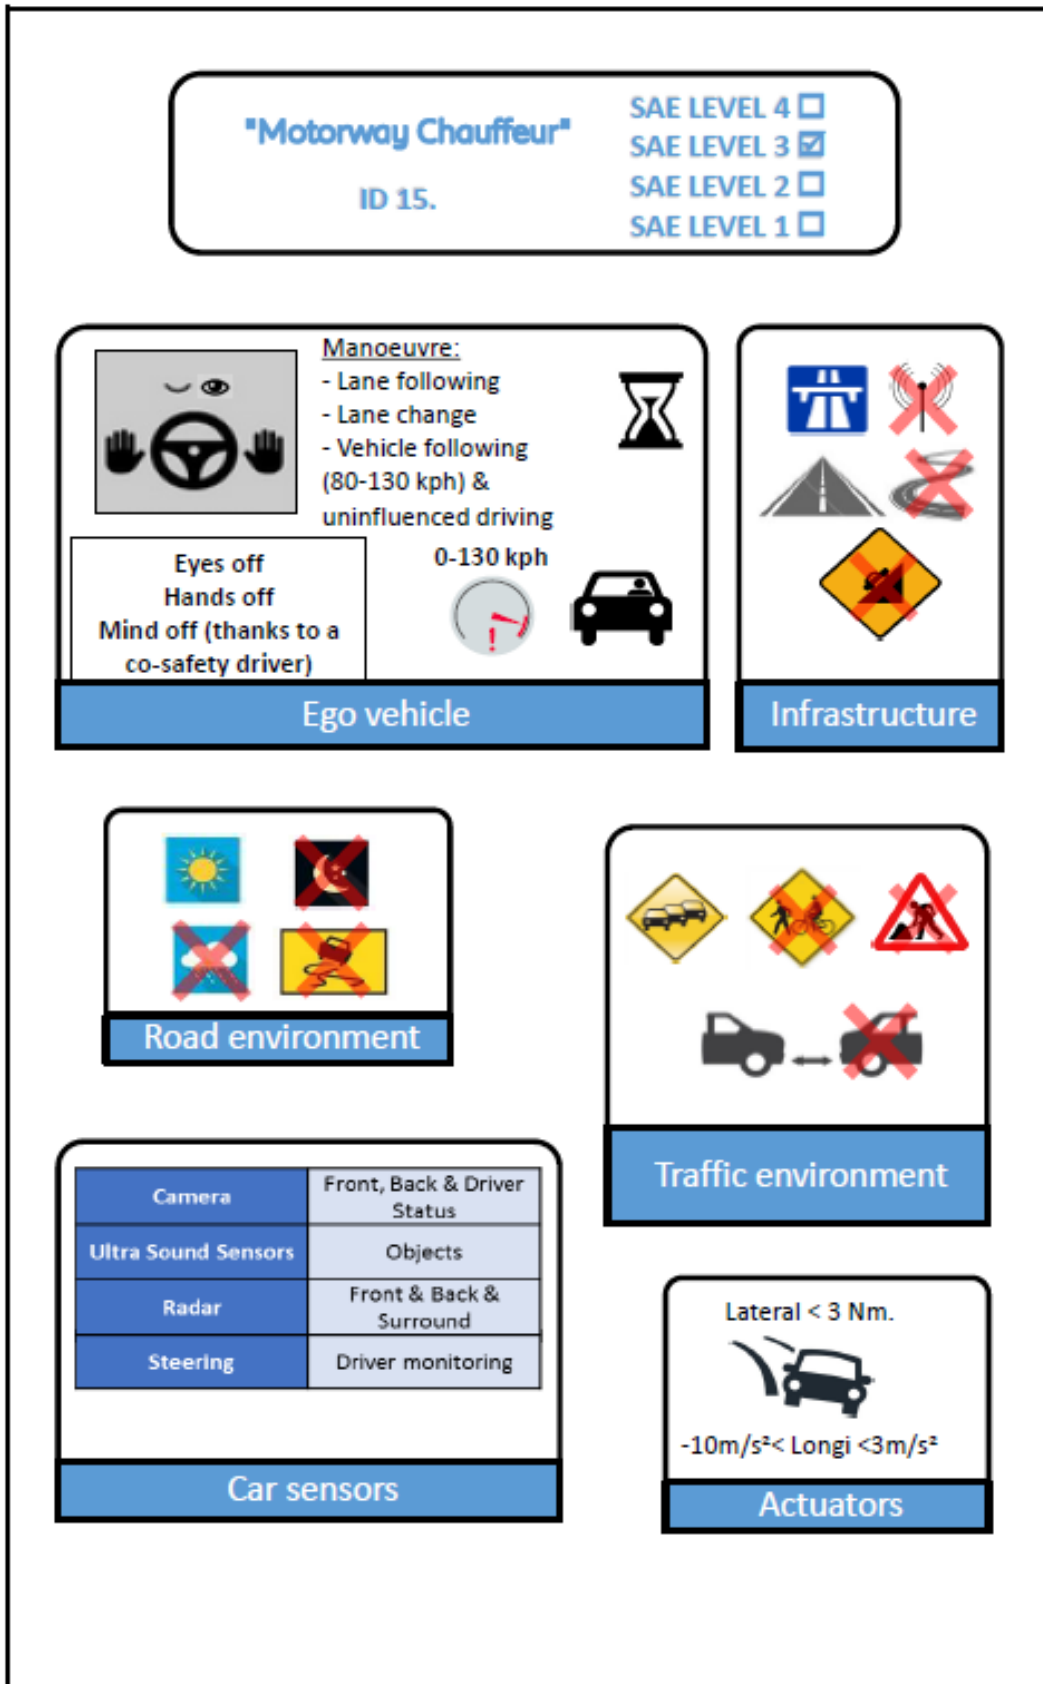 "Motorway Chauffeur"
ID 15.
SAE LEVEL 4 ☐
SAE LEVEL 3 ☑
SAE LEVEL 2 ☐
SAE LEVEL 1 ☐
Manoeuvre:
- Lane following
- Lane change
- Vehicle following
(80-130 kph) &
uninfluenced driving
0-130 kph
!
Eyes off
Hands off
Mind off (thanks to a
co-safety driver)
Ego vehicle
Infrastructure
Road environment
Traffic environment
Camera
Front, Back & Driver
Status
Ultra Sound Sensors
Objects
Radar
Front & Back &
Surround
Steering
Driver monitoring
Car sensors
Lateral < 3 Nm.
-10m/s²< Longi <3m/s²
Actuators